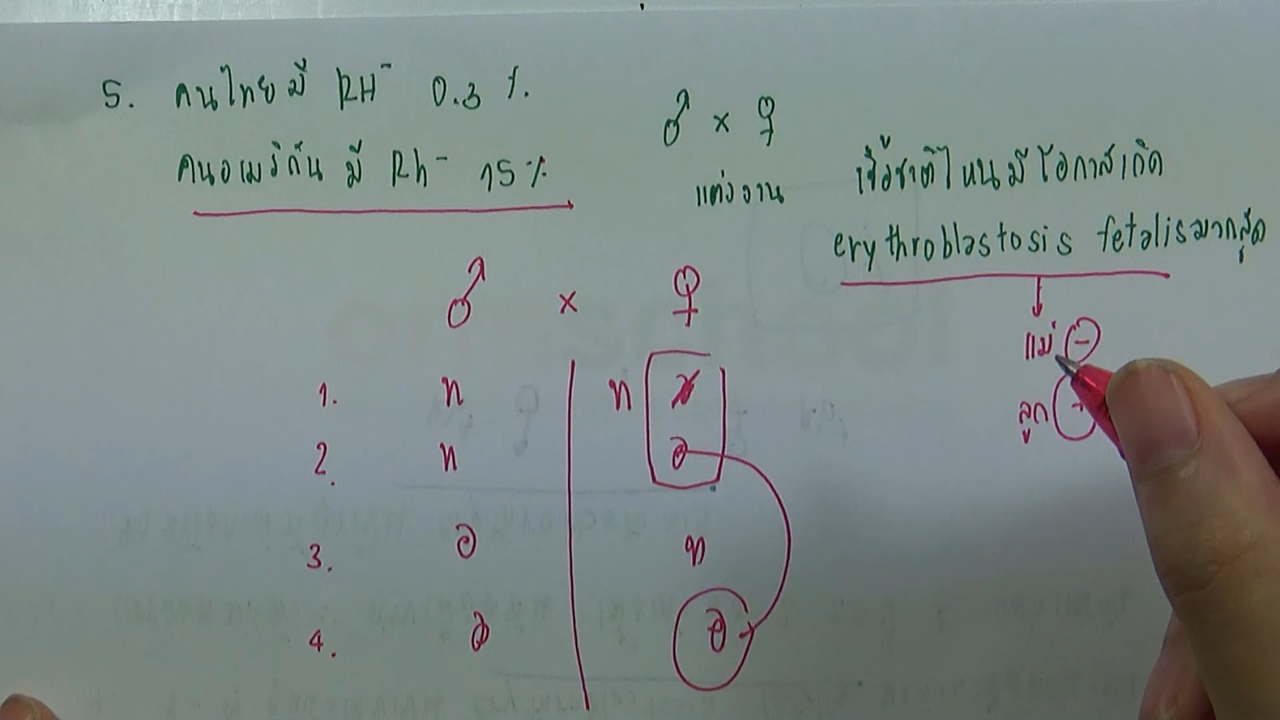 5. คนไทยมี RH⁻ 0.3 %.
คนอเมริกัน มี Rh⁻ 15%
♂ × ♀
แต่งงาน
เชื้อชาติไหนมีโอกาสเกิด
erythroblastosis fetalisมากสุด
แม่ -
ลูก
♂ × ♀
1. ท ท
2. ท อ
3. อ ท
4. อ อ